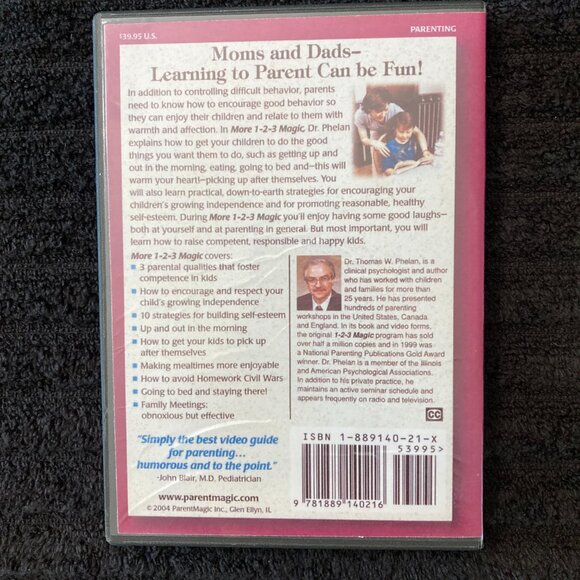 $39.95 U.S.
PARENTING
Moms and Dads–
Learning to Parent Can be Fun!
In addition to controlling difficult behavior, parents
need to know how to encourage good behavior so
they can enjoy their children and relate to them with
warmth and affection. In More 1-2-3 Magic, Dr. Phelan
explains how to get your children to do the good
things you want them to do, such as getting up and
out in the morning, eating, going to bed and—this will
warm your heart!—picking up after themselves. You
will also learn practical, down-to-earth strategies for encouraging your
children's growing independence and for promoting reasonable, healthy
self-esteem. During More 1-2-3 Magic you'll enjoy having some good laughs–
both at yourself and at parenting in general. But most important, you will
learn how to raise competent, responsible and happy kids.
More 1-2-3 Magic covers:
■ 3 parental qualities that foster
competence in kids
■ How to encourage and respect your
child's growing independence
■ 10 strategies for building self-esteem
■ Up and out in the morning
■ How to get your kids to pick up
after themselves
■ Making mealtimes more enjoyable
■ How to avoid Homework Civil Wars
■ Going to bed and staying there!
■ Family Meetings:
obnoxious but effective
Dr. Thomas W. Phelan, is a
clinical psychologist and author
who has worked with children
and families for more than
25 years. He has presented
hundreds of parenting
workshops in the United States, Canada
and England. In its book and video forms,
the original 1-2-3 Magic program has sold
over half a million copies and in 1999 was
a National Parenting Publications Gold Award
winner. Dr. Phelan is a member of the Illinois
and American Psychological Associations.
In addition to his private practice, he
maintains an active seminar schedule and
appears frequently on radio and television.
CC
"Simply the best video guide
for parenting...
humorous and to the point."
-John Blair, M.D. Pediatrician
www.parentmagic.com
© 2004 ParentMagic Inc., Glen Ellyn, IL
ISBN 1-889140-21-X
53995>
9 781889 140216